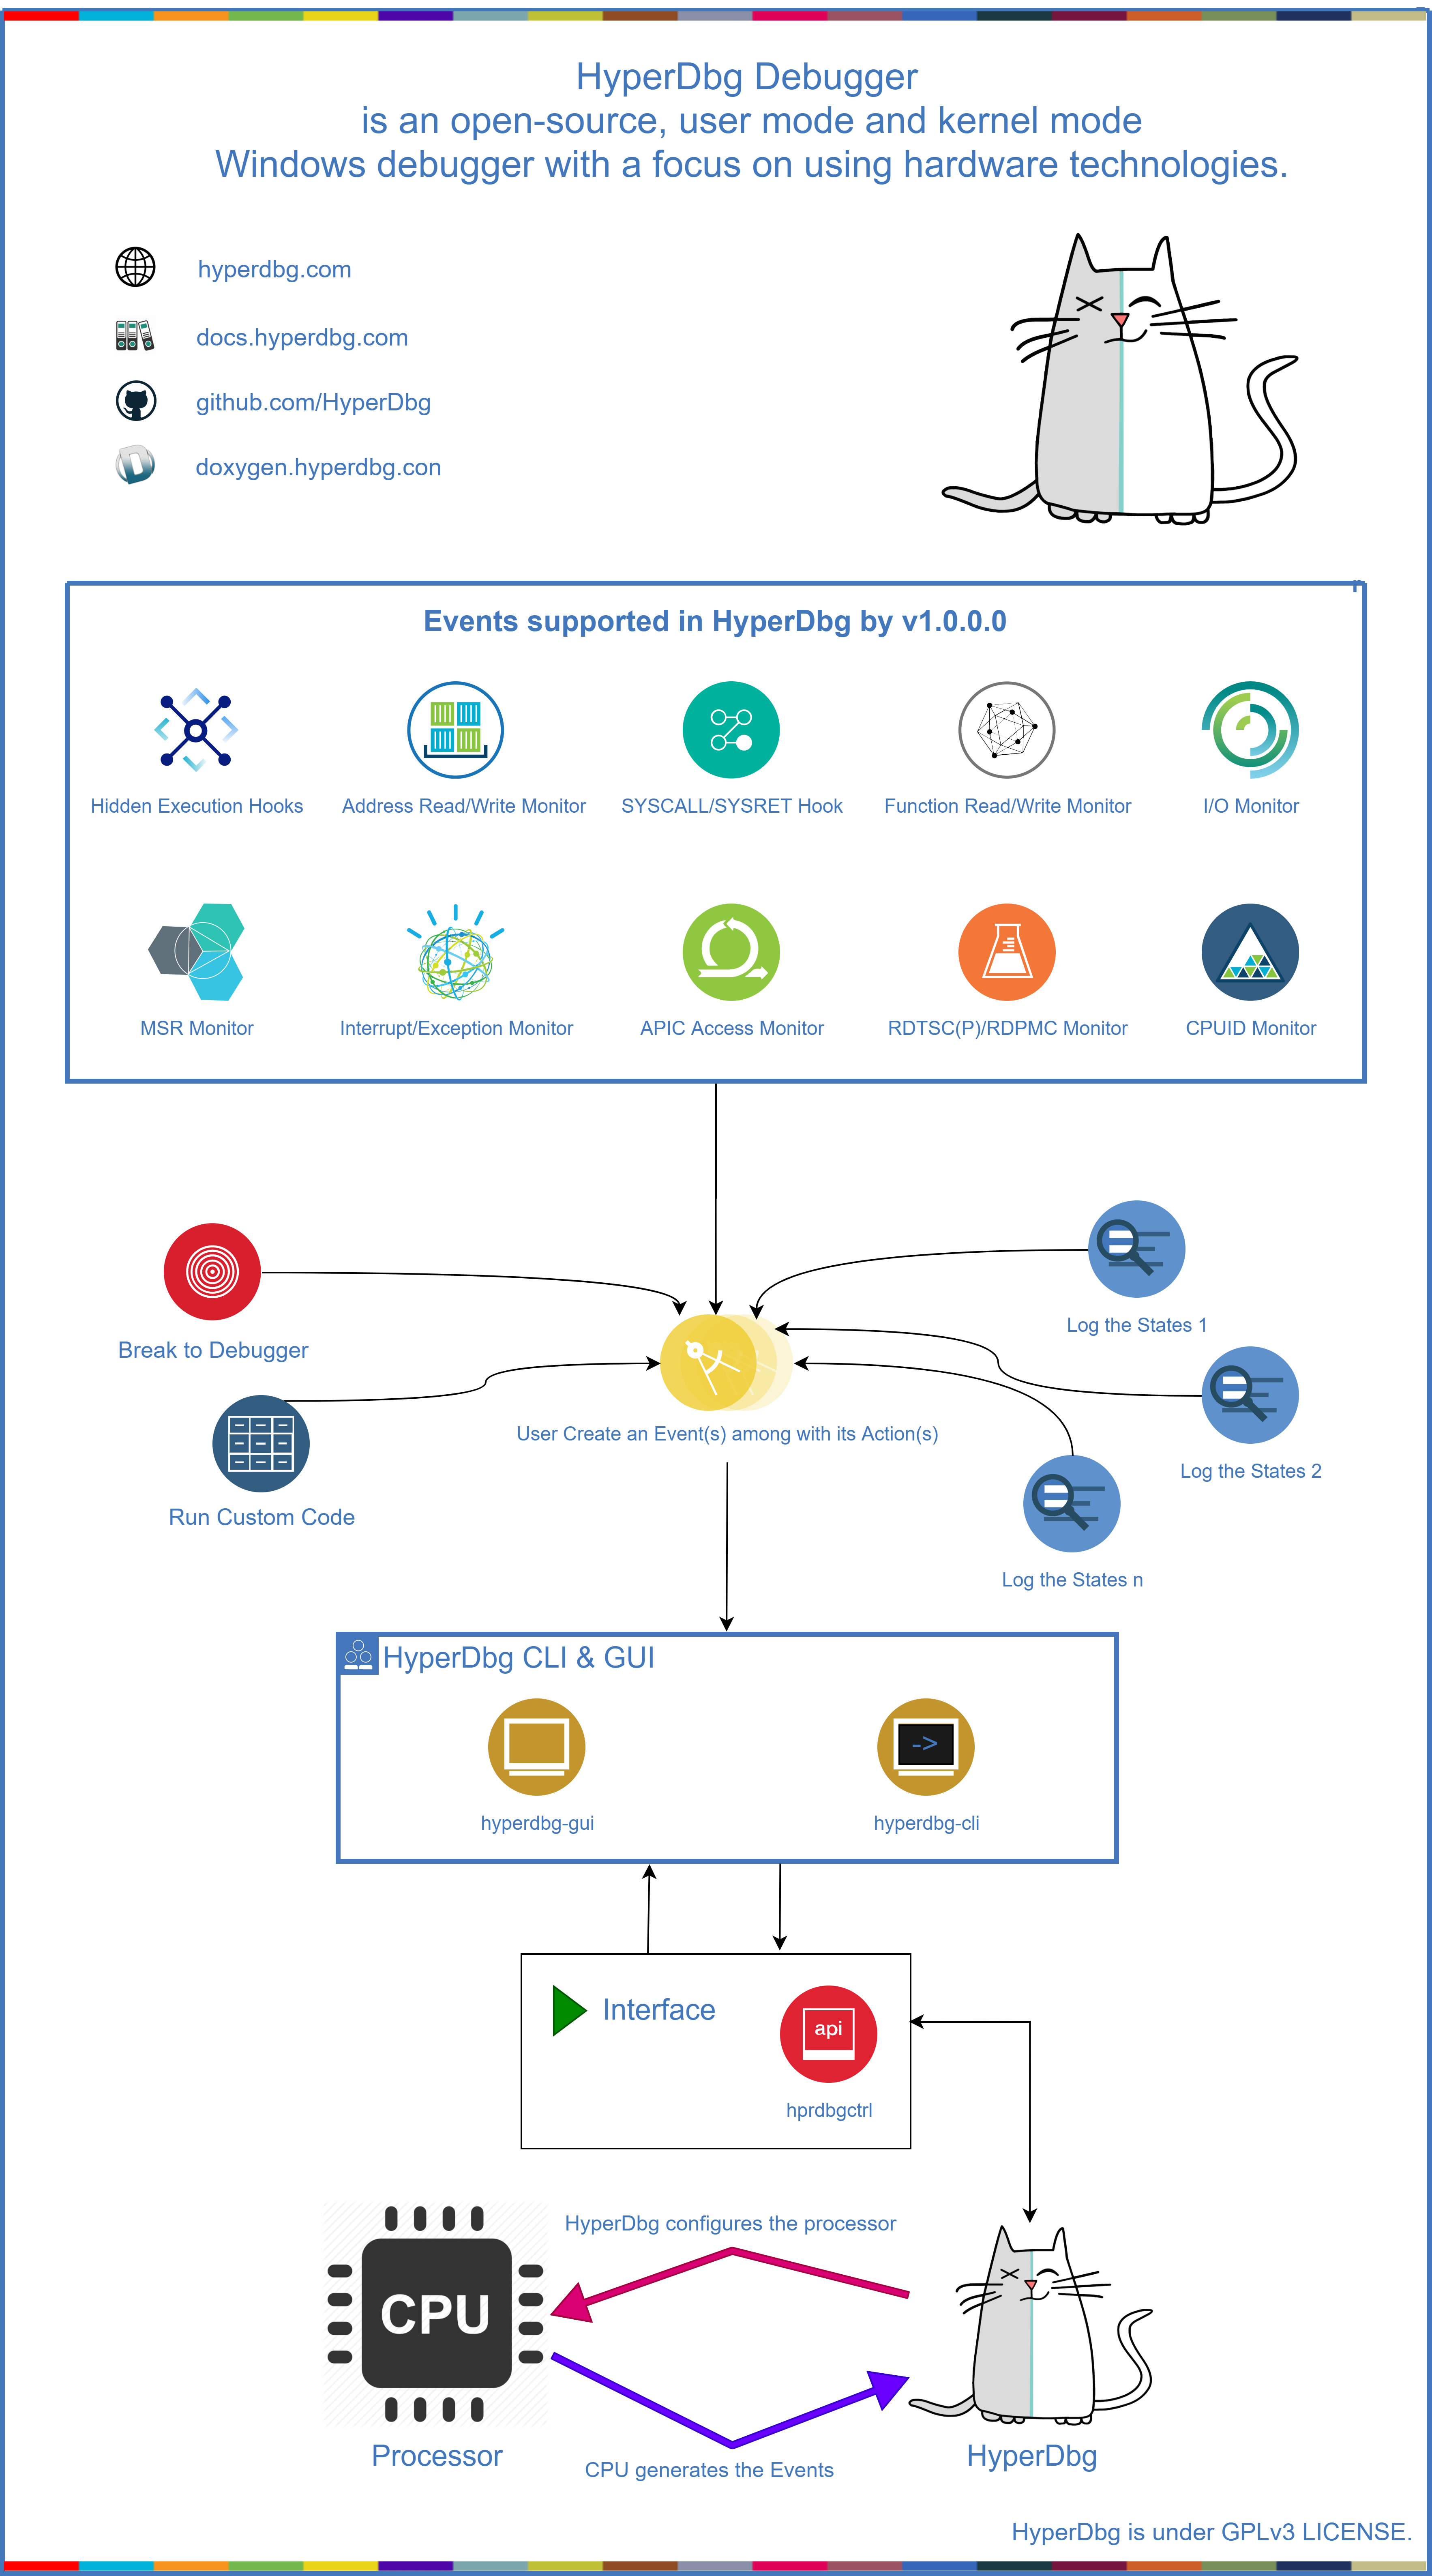 HyperDbg Debugger
is an open-source, user mode and kernel mode
Windows debugger with a focus on using hardware technologies.
hyperdbg.com
docs.hyperdbg.com
github.com/HyperDbg
doxygen.hyperdbg.con
Events supported in HyperDbg by v1.0.0.0
Hidden Execution Hooks
Address Read/Write Monitor
SYSCALL/SYSRET Hook
Function Read/Write Monitor
I/O Monitor
MSR Monitor
Interrupt/Exception Monitor
APIC Access Monitor
RDTSC(P)/RDPMC Monitor
CPUID Monitor
Break to Debugger
Log the States 1
User Create an Event(s) among with its Action(s)
Log the States 2
Run Custom Code
Log the States n
HyperDbg CLI & GUI
->
hyperdbg-gui
hyperdbg-cli
Interface
api
hprdbgctrl
HyperDbg configures the processor
CPU
Processor
HyperDbg
CPU generates the Events
HyperDbg is under GPLv3 LICENSE.